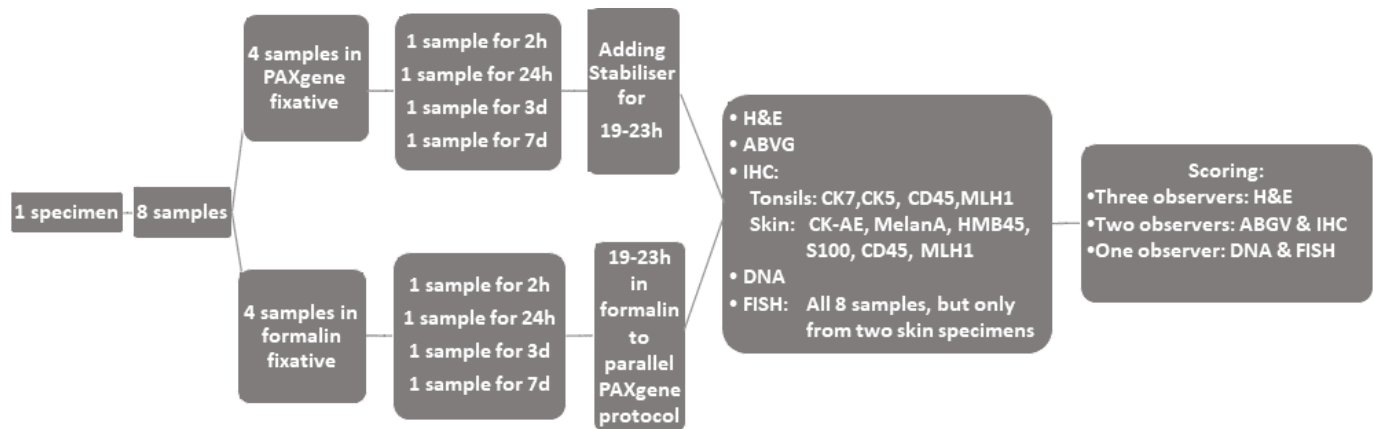 1 specimen
8 samples
4 samples in
PAXgene
fixative
1 sample for 2h
1 sample for 24h
1 sample for 3d
1 sample for 7d
Adding
Stabiliser
for
19-23h
4 samples in
formalin
fixative
1 sample for 2h
1 sample for 24h
1 sample for 3d
1 sample for 7d
19-23h
in
formalin
to
parallel
PAXgene
protocol
• H&E
• ABVG
• IHC:
Tonsils: CK7,CK5, CD45,MLH1
Skin: CK-AE, MelanA, HMB45,
S100, CD45, MLH1
• DNA
• FISH: All 8 samples, but only
from two skin specimens
Scoring:
•Three observers: H&E
•Two observers: ABGV & IHC
•One observer: DNA & FISH